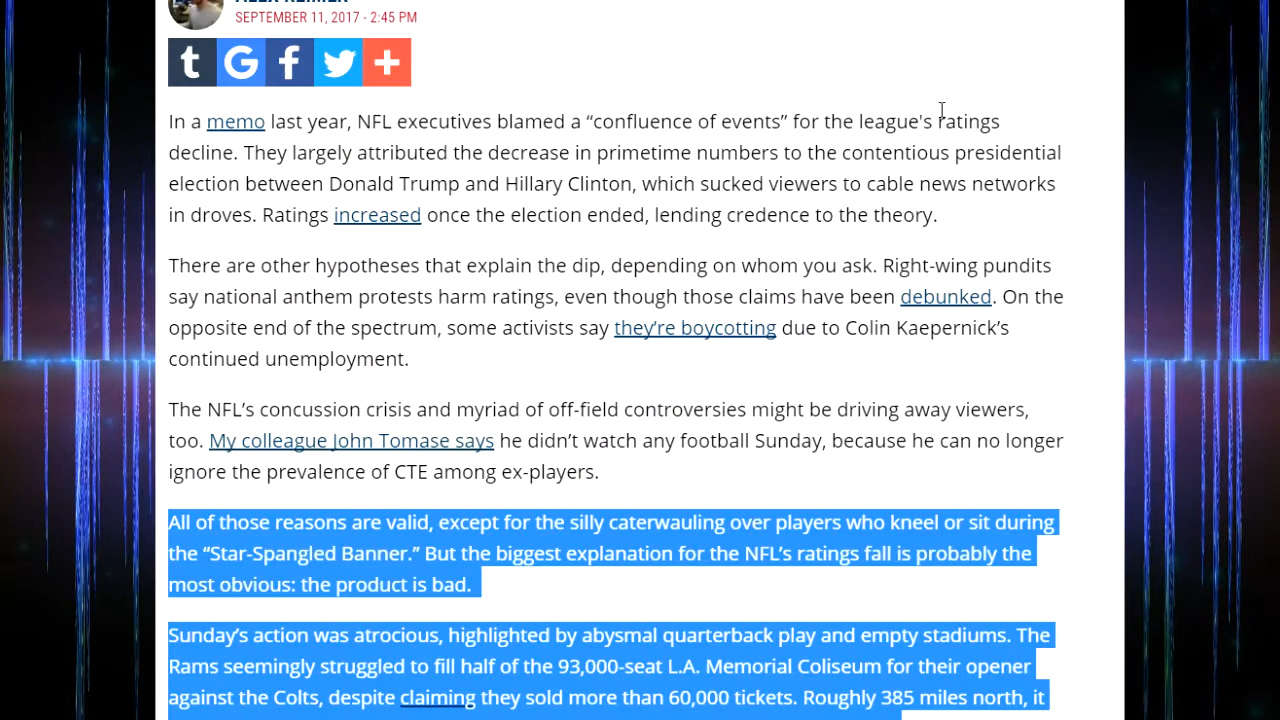 SEPTEMBER 11, 2017 - 2:45 PM
In a memo last year, NFL executives blamed a “confluence of events” for the league's ratings
decline. They largely attributed the decrease in primetime numbers to the contentious presidential
election between Donald Trump and Hillary Clinton, which sucked viewers to cable news networks
in droves. Ratings increased once the election ended, lending credence to the theory.
There are other hypotheses that explain the dip, depending on whom you ask. Right-wing pundits
say national anthem protests harm ratings, even though those claims have been debunked. On the
opposite end of the spectrum, some activists say they’re boycotting due to Colin Kaepernick’s
continued unemployment.
The NFL’s concussion crisis and myriad of off-field controversies might be driving away viewers,
too. My colleague John Tomase says he didn’t watch any football Sunday, because he can no longer
ignore the prevalence of CTE among ex-players.
All of those reasons are valid, except for the silly caterwauling over players who kneel or sit during
the “Star-Spangled Banner.” But the biggest explanation for the NFL’s ratings fall is probably the
most obvious: the product is bad.
Sunday’s action was atrocious, highlighted by abysmal quarterback play and empty stadiums. The
Rams seemingly struggled to fill half of the 93,000-seat L.A. Memorial Coliseum for their opener
against the Colts, despite claiming they sold more than 60,000 tickets. Roughly 385 miles north, it